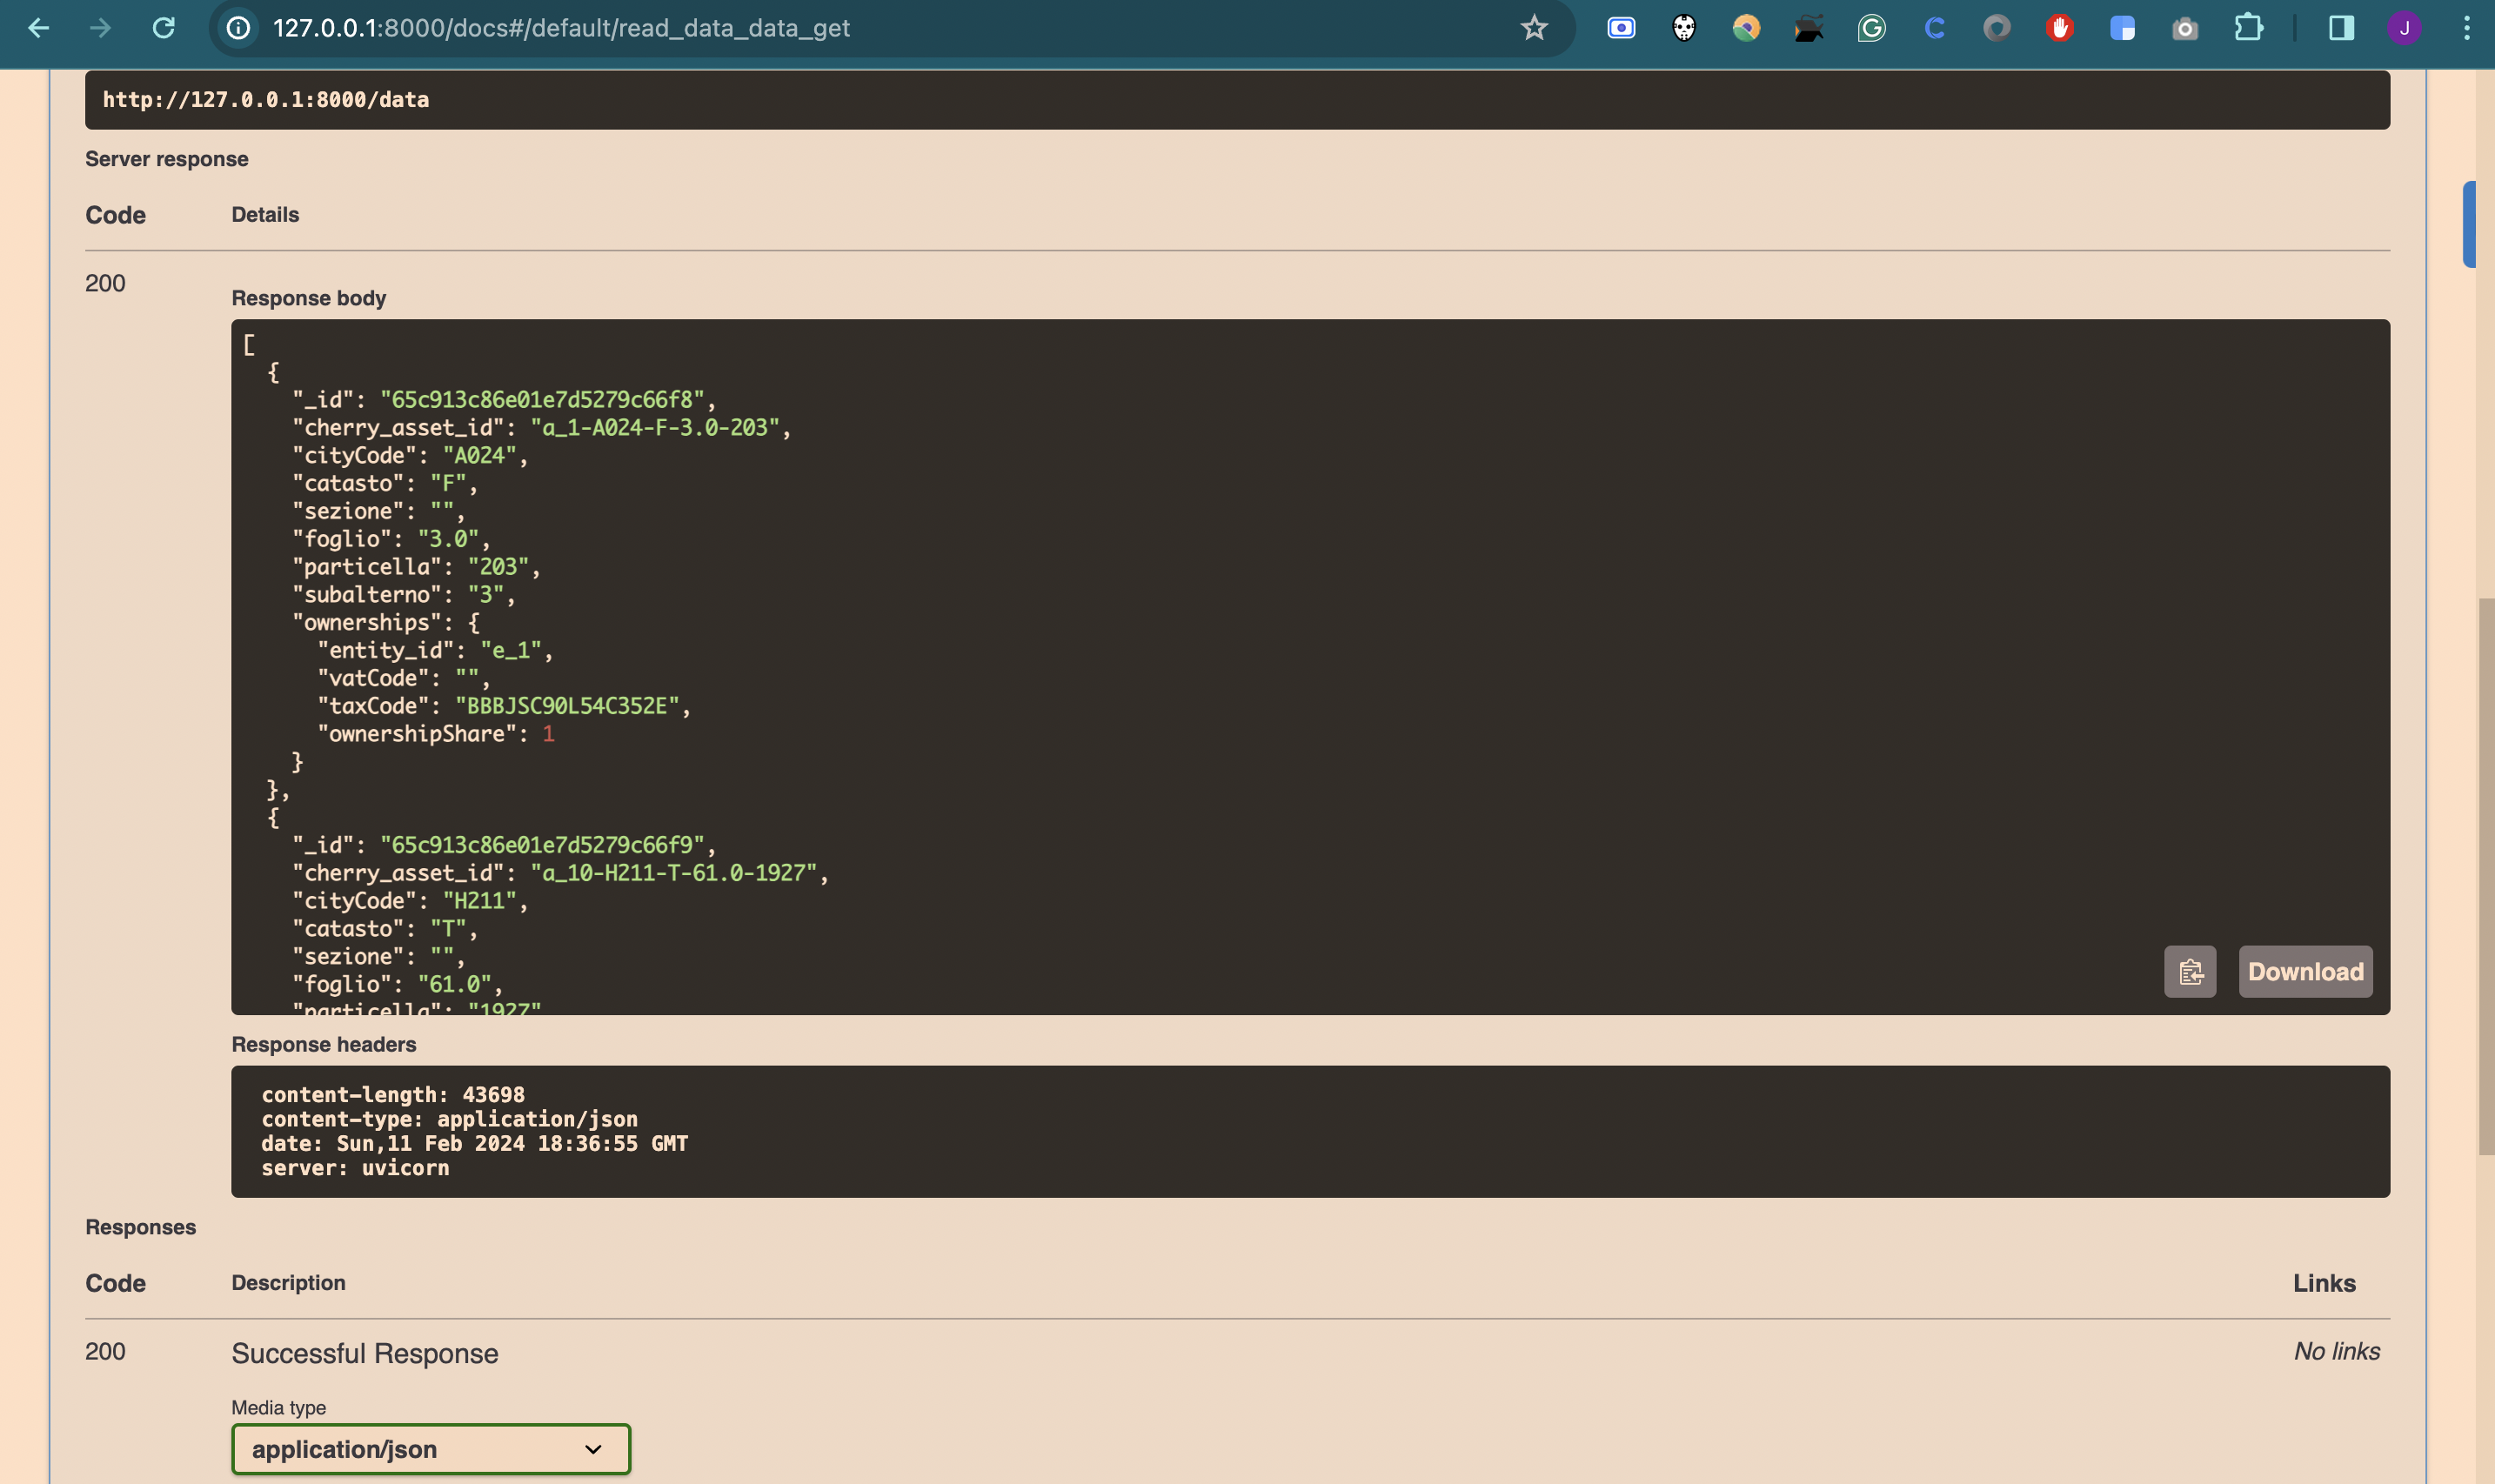 127.0.0.1:8000/docs#/default/read_data_data_get
J
http://127.0.0.1:8000/data
Server response
Code Details
200
Response body
[
{
"_id": "65c913c86e01e7d5279c66f8",
"cherry_asset_id": "a_1-A024-F-3.0-203",
"cityCode": "A024",
"catasto": "F",
"sezione": "",
"foglio": "3.0",
"particella": "203",
"subalterno": "3",
"ownerships": {
"entity_id": "e_1",
"vatCode": "",
"taxCode": "BBBJSC90L54C352E",
"ownershipShare": 1
}
},
{
"_id": "65c913c86e01e7d5279c66f9",
"cherry_asset_id": "a_10-H211-T-61.0-1927",
"cityCode": "H211",
"catasto": "T",
"sezione": "",
"foglio": "61.0",
"particella": "1927"
Download
Response headers
content-length: 43698
content-type: application/json
date: Sun,11 Feb 2024 18:36:55 GMT
server: uvicorn
Responses
Code Description Links
200 Successful Response No links
Media type
application/json